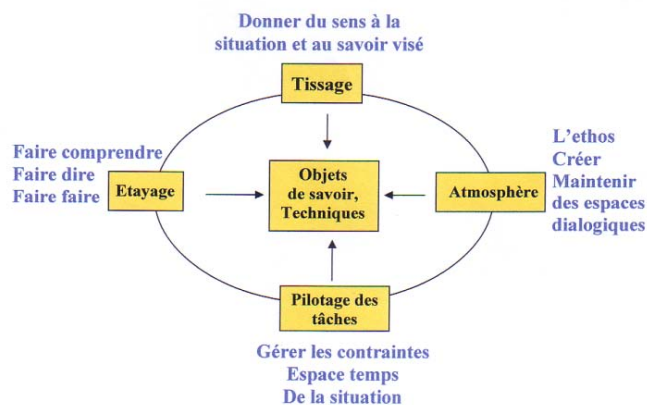 Donner du sens à la
situation et au savoir visé
Tissage
Faire comprendre
Faire dire
Faire faire
Etayage
Objets
de savoir,
Techniques
Atmosphère
L'ethos
Créer
Maintenir
des espaces
dialogiques
Pilotage des
tâches
Gérer les contraintes
Espace temps
De la situation